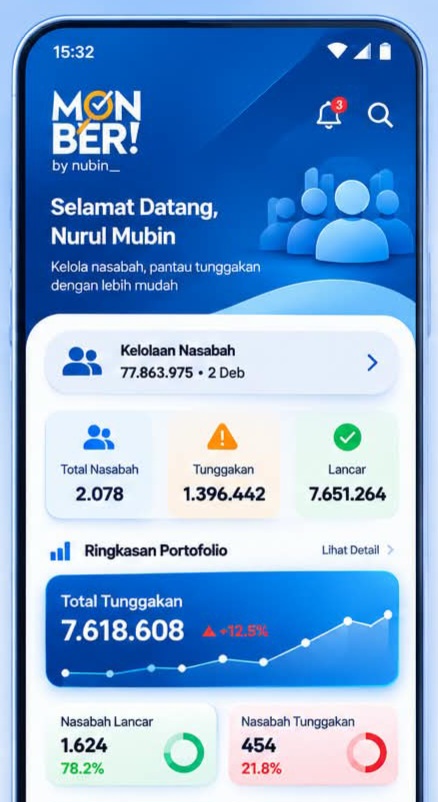 15:32
MON
BER!
by nubin_
3
Selamat Datang,
Nurul Mubin
Kelola nasabah, pantau tunggakan
dengan lebih mudah
Kelolaan Nasabah
77.863.975 • 2 Deb
Total Nasabah
2.078
Tunggakan
1.396.442
Lancar
7.651.264
Ringkasan Portofolio
Lihat Detail
Total Tunggakan
7.618.608
+12.5%
Nasabah Lancar
1.624
78.2%
Nasabah Tunggakan
454
21.8%